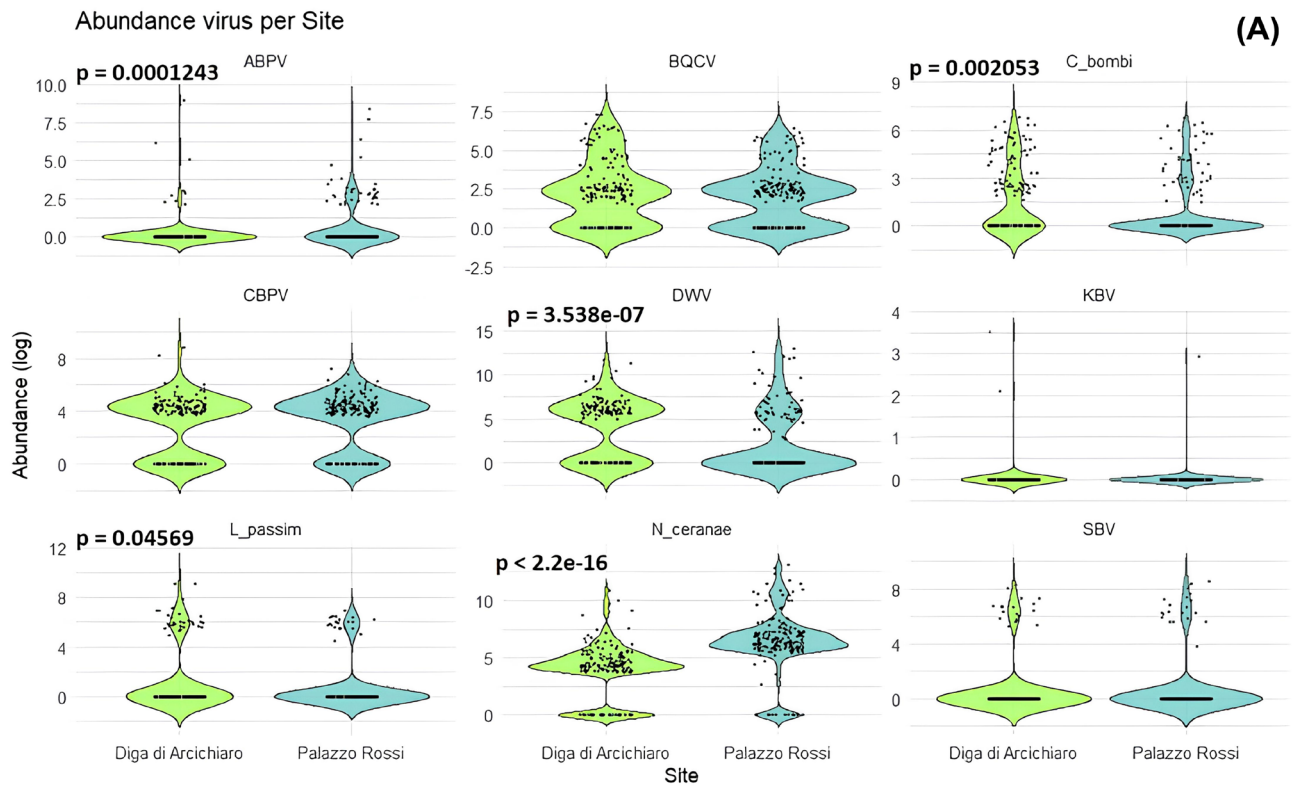 Abundance virus per Site
(A)
p = 0.0001243
ABPV
BQCV
p = 0.002053
C_bombi
10.0
7.5
5.0
2.5
0.0
7.5
5.0
2.5
0.0
-2.5
9
6
3
0
CBPV
DWV
KBV
p = 3.538e-07
8
4
0
15
10
5
0
4
3
2
1
0
Abundance (log)
p = 0.04569
L_passim
N_ceranae
SBV
p < 2.2e-16
12
8
4
0
10
5
0
8
4
0
Diga di Arcichiaro
Palazzo Rossi
Diga di Arcichiaro
Palazzo Rossi
Diga di Arcichiaro
Palazzo Rossi
Site